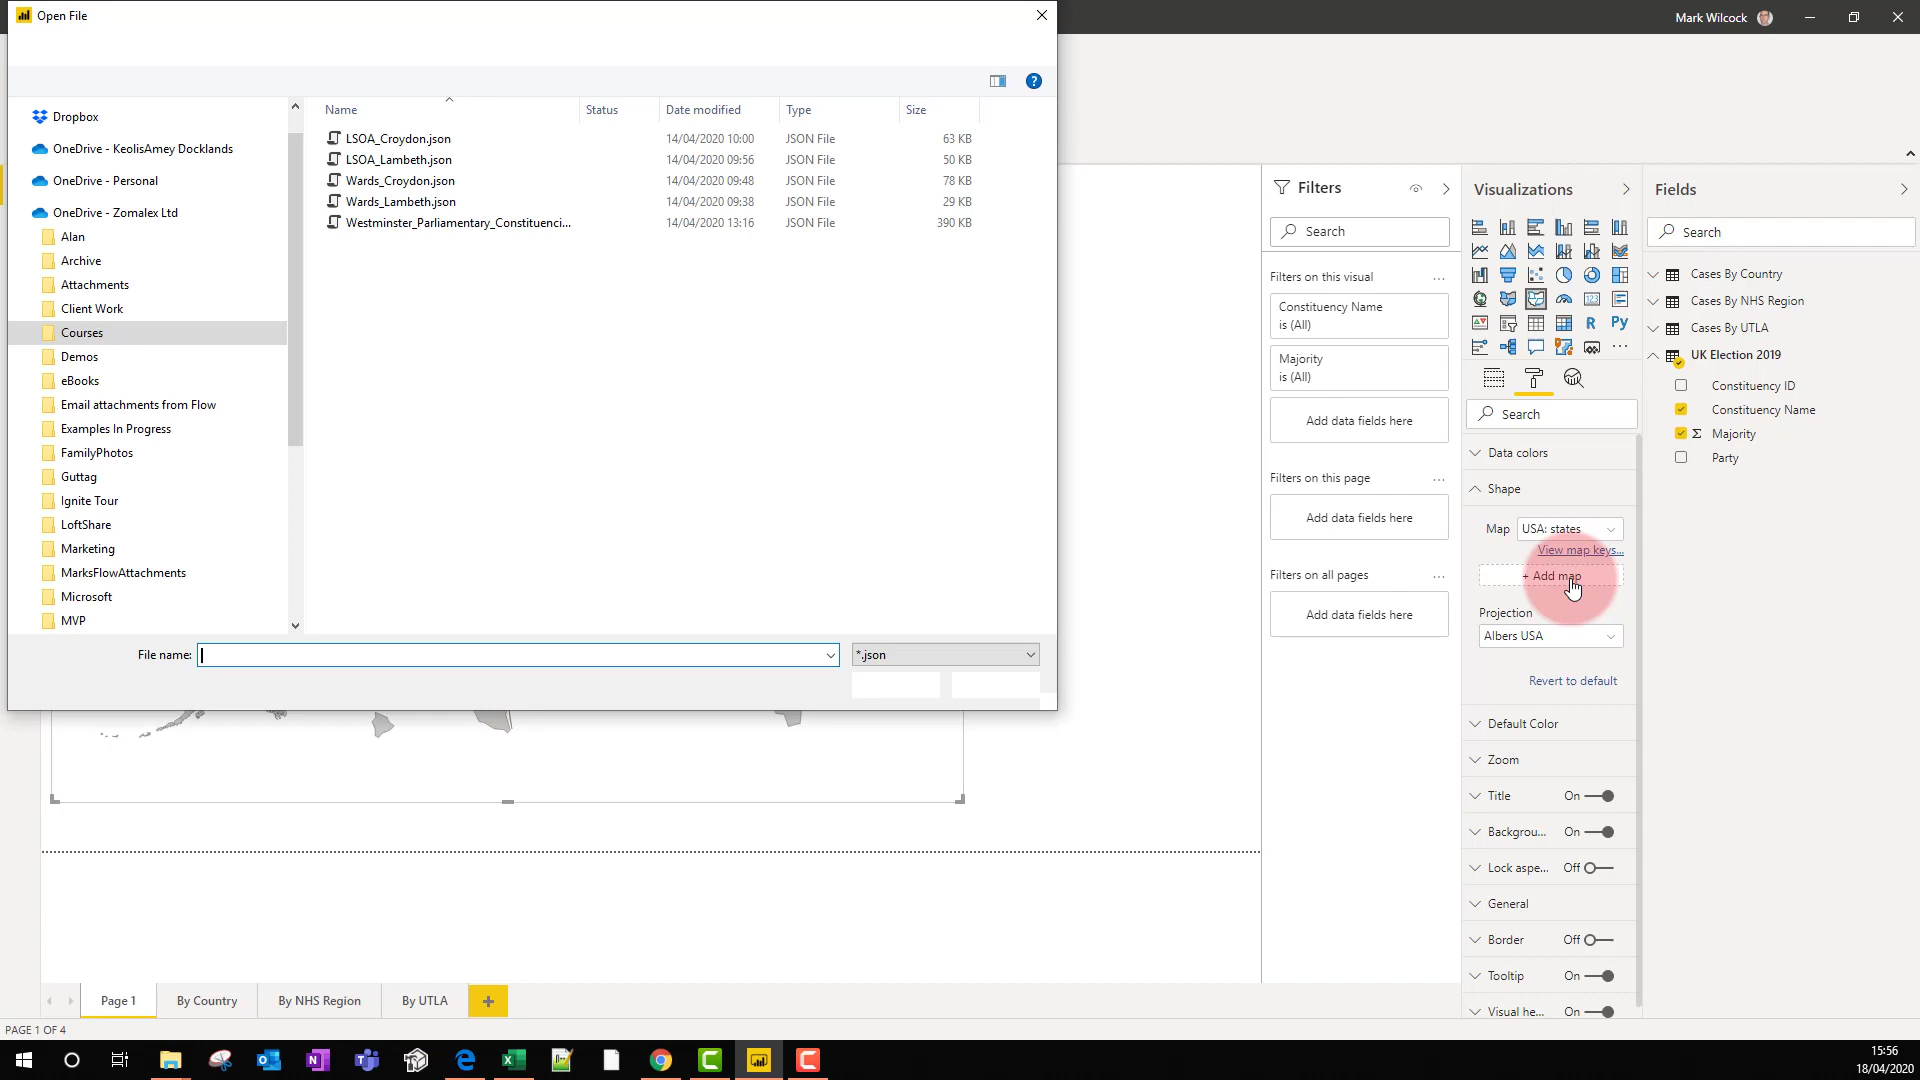 Open File
Mark Wilcock
Name Status Date modified Type Size
Dropbox
OneDrive - KeolisAmey Docklands
OneDrive - Personal
OneDrive - Zomalex Ltd
Alan
Archive
Attachments
Client Work
Courses
Demos
eBooks
Email attachments from Flow
Examples In Progress
FamilyPhotos
Guttag
Ignite Tour
LoftShare
Marketing
MarksFlowAttachments
Microsoft
MVP
LSOA_Croydon.json 14/04/2020 10:00 JSON File 63 KB
LSOA_Lambeth.json 14/04/2020 09:56 JSON File 50 KB
Wards_Croydon.json 14/04/2020 09:48 JSON File 78 KB
Wards_Lambeth.json 14/04/2020 09:38 JSON File 29 KB
Westminster_Parliamentary_Constituenci... 14/04/2020 13:16 JSON File 390 KB
File name: *.json
Filters
Search
Filters on this visual ...
Constituency Name
is (All)
Majority
is (All)
Add data fields here
Filters on this page ...
Add data fields here
Filters on all pages ...
Add data fields here
Visualizations
R Py
Search
Data colors
Shape
Map USA: states
View map keys...
+ Add map
Projection
Albers USA
Revert to default
Default Color
Zoom
Title On
Backgrou... On
Lock aspe... Off
General
Border Off
Tooltip On
Visual he... On
Fields
Search
Cases By Country
Cases By NHS Region
Cases By UTLA
UK Election 2019
Constituency ID
Constituency Name
Σ Majority
Party
Page 1 By Country By NHS Region By UTLA +
PAGE 1 OF 4
15:56
18/04/2020